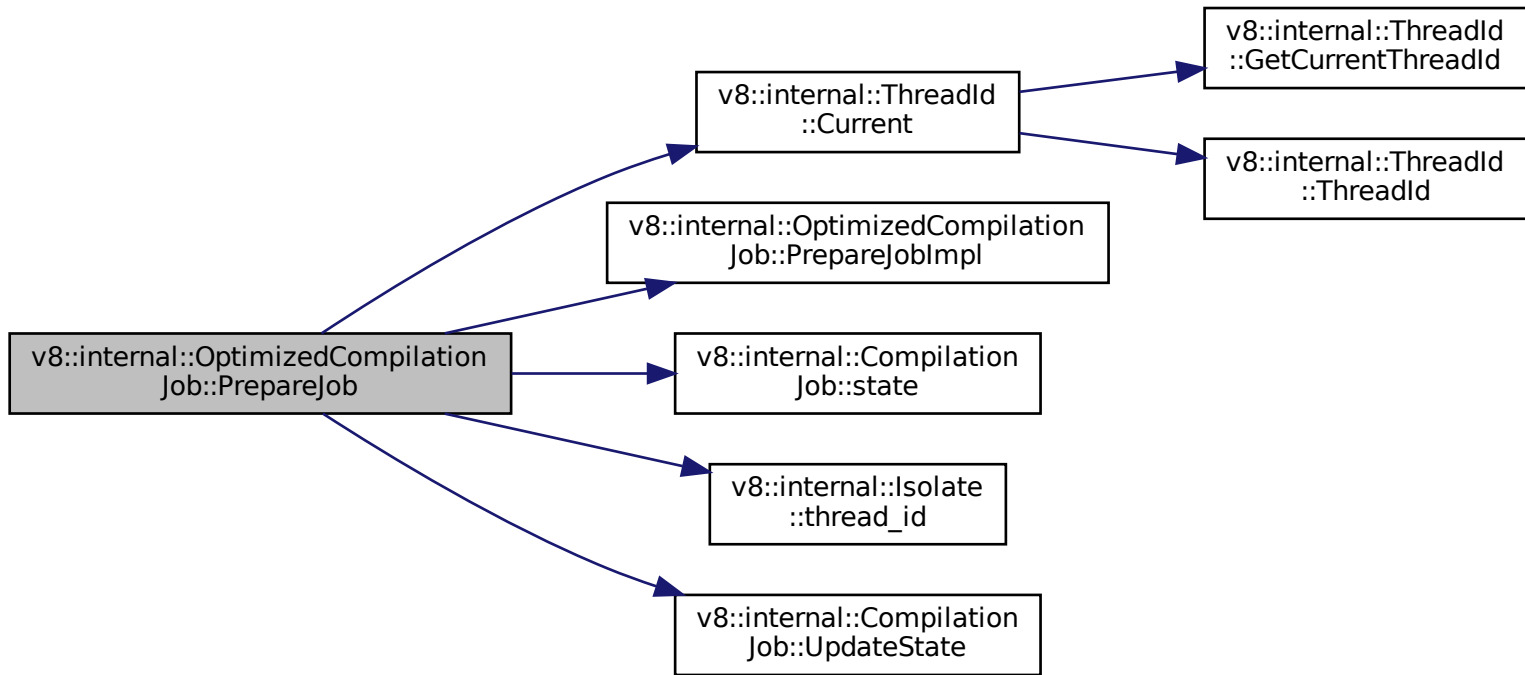 v8::internal::ThreadId
::GetCurrentThreadId
v8::internal::ThreadId
::Current
v8::internal::ThreadId
::ThreadId
v8::internal::OptimizedCompilation
Job::PrepareJobImpl
v8::internal::OptimizedCompilation
Job::PrepareJob
v8::internal::Compilation
Job::state
v8::internal::Isolate
::thread_id
v8::internal::Compilation
Job::UpdateState